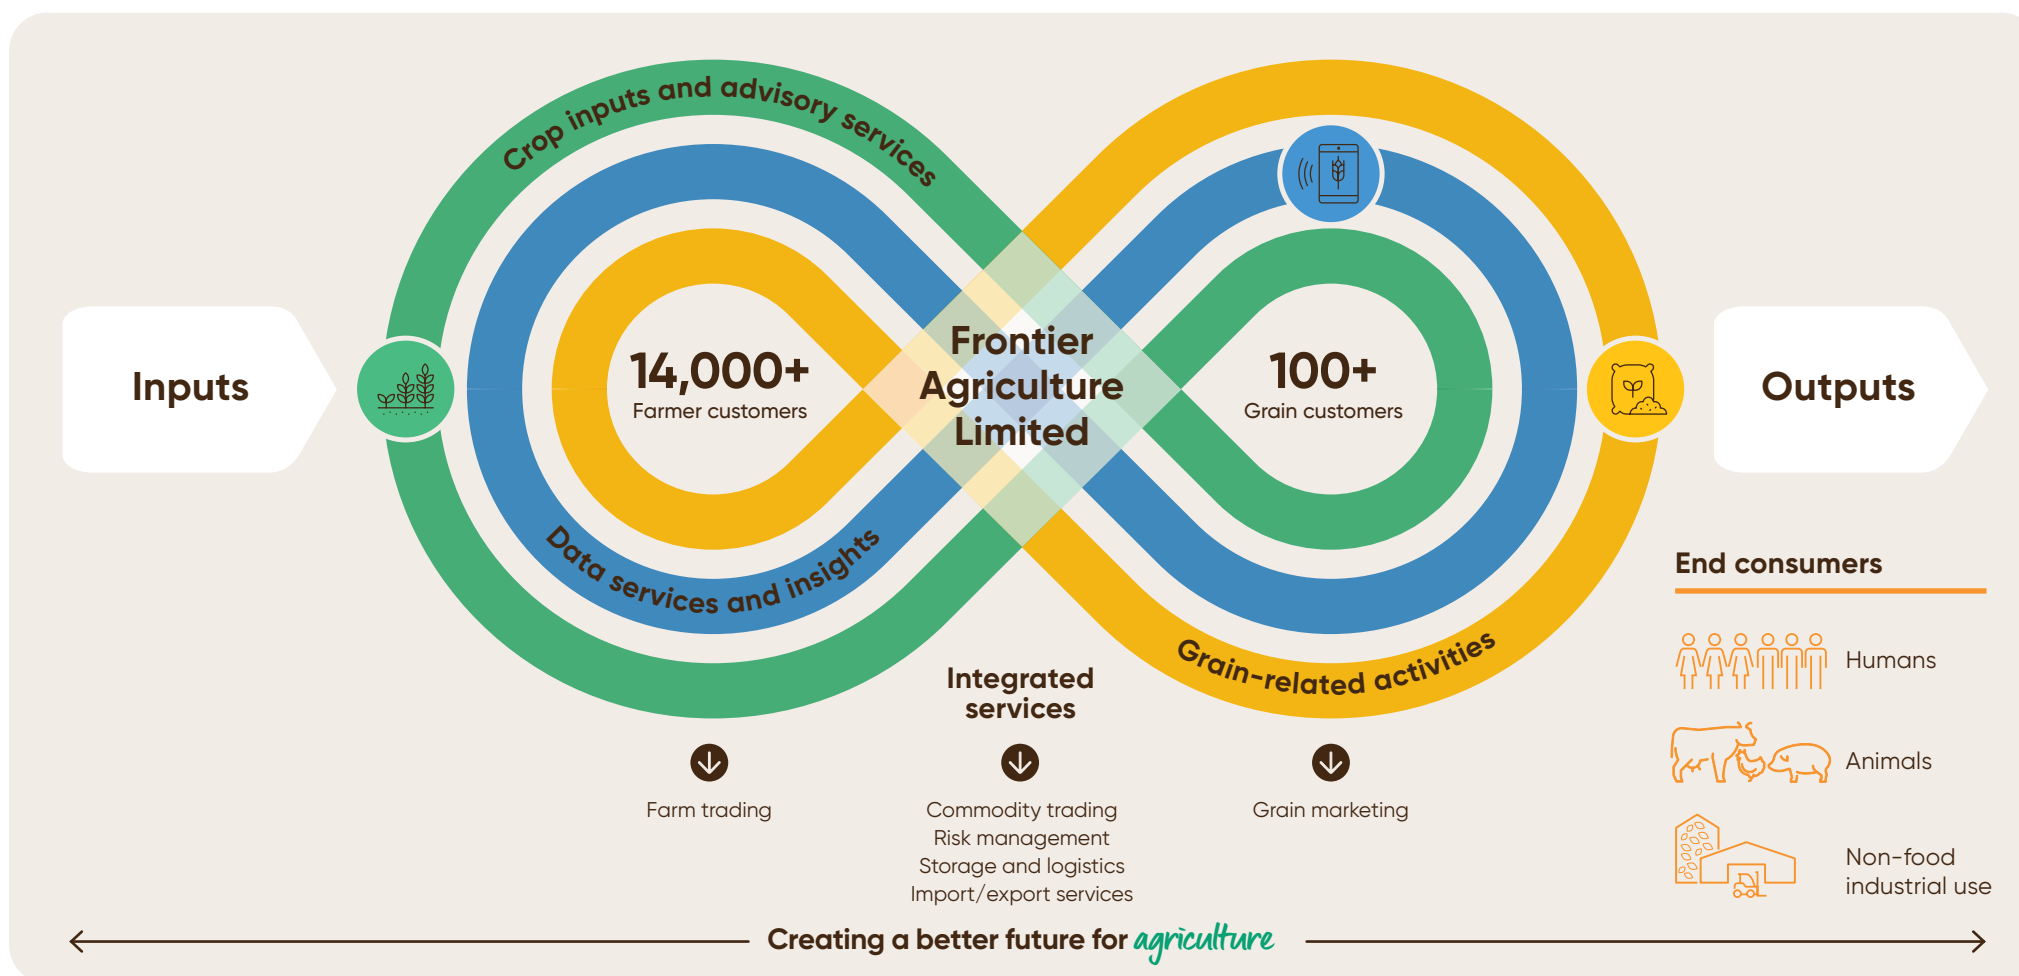 Crop inputs and advisory services
Inputs
14,000+
Farmer customers
Frontier
Agriculture
Limited
100+
Grain customers
Outputs
Data services and insights
Grain-related activities
Integrated
services
Farm trading
Commodity trading
Risk management
Storage and logistics
Import/export services
Grain marketing
End consumers
Humans
Animals
Non-food
industrial use
Creating a better future for agriculture